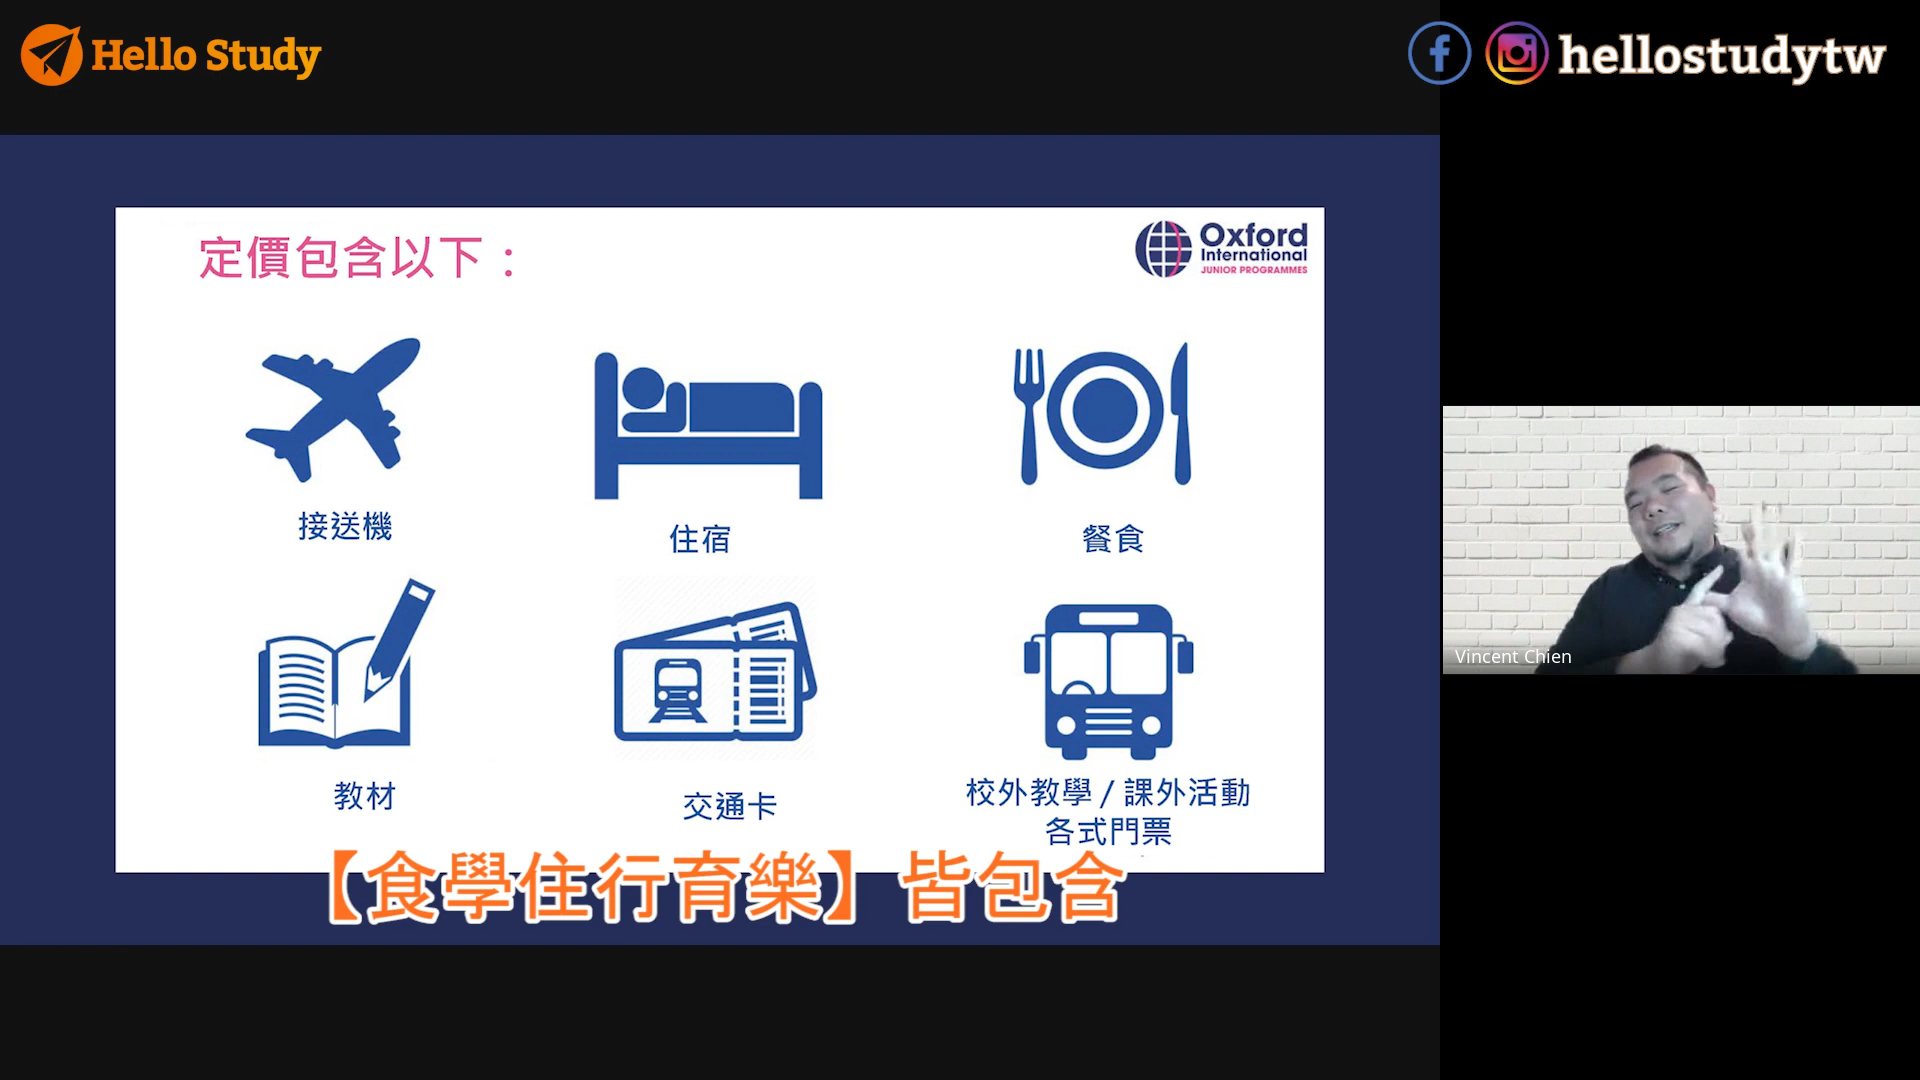 Hello Study
hellostudytw
定價包含以下：
Oxford
International
JUNIOR PROGRAMMES
接送機
住宿
餐食
教材
交通卡
校外教學 / 課外活動
各式門票
【食學住行育樂】皆包含
Vincent Chien